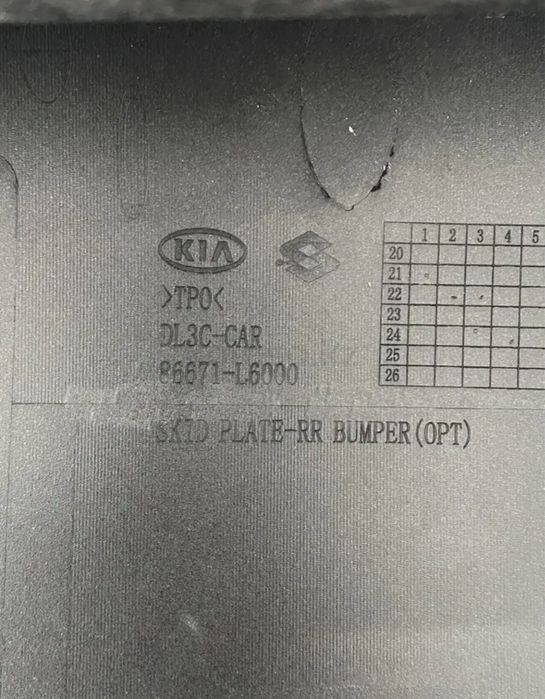 KIA
>TPO<
DL3C-CAR
86671-L6000
SKID PLATE-RR BUMPER(OPT)
1 2 3 4 5
20
21
22
23
24
25
26